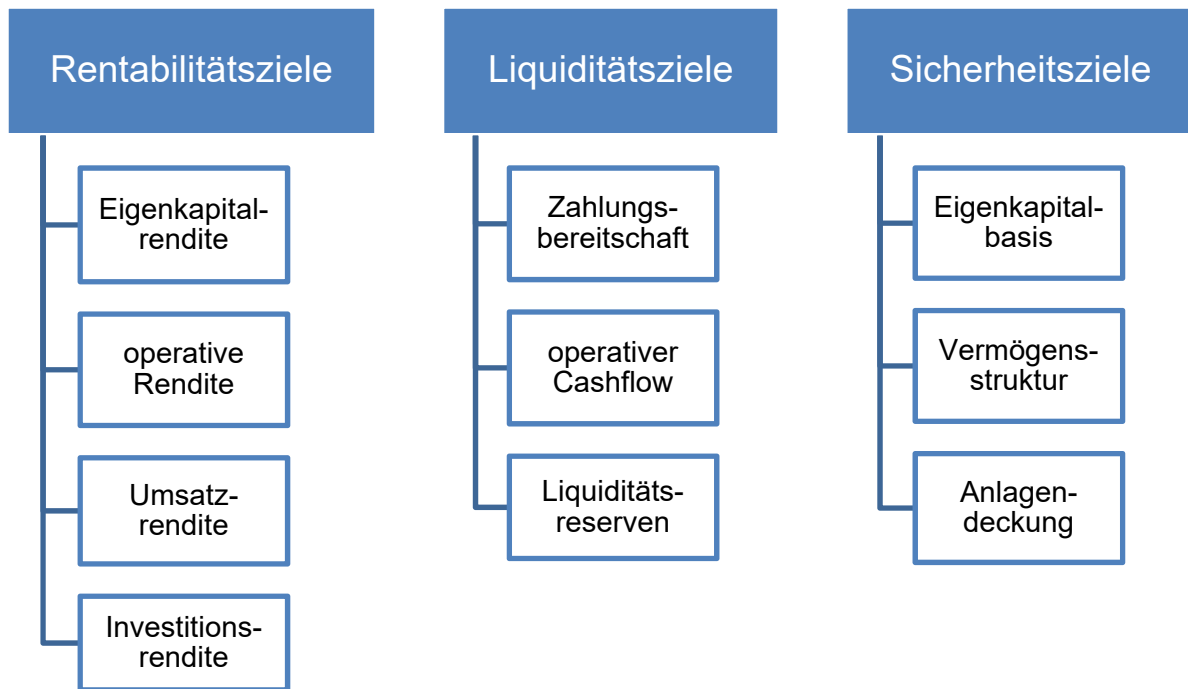 Rentabilitätsziele
Eigenkapital-
rendite
operative
Rendite
Umsatz-
rendite
Investitions-
rendite
Liquiditätsziele
Zahlungs-
bereitschaft
operativer
Cashflow
Liquiditäts-
reserven
Sicherheitsziele
Eigenkapital-
basis
Vermögens-
struktur
Anlagen-
deckung